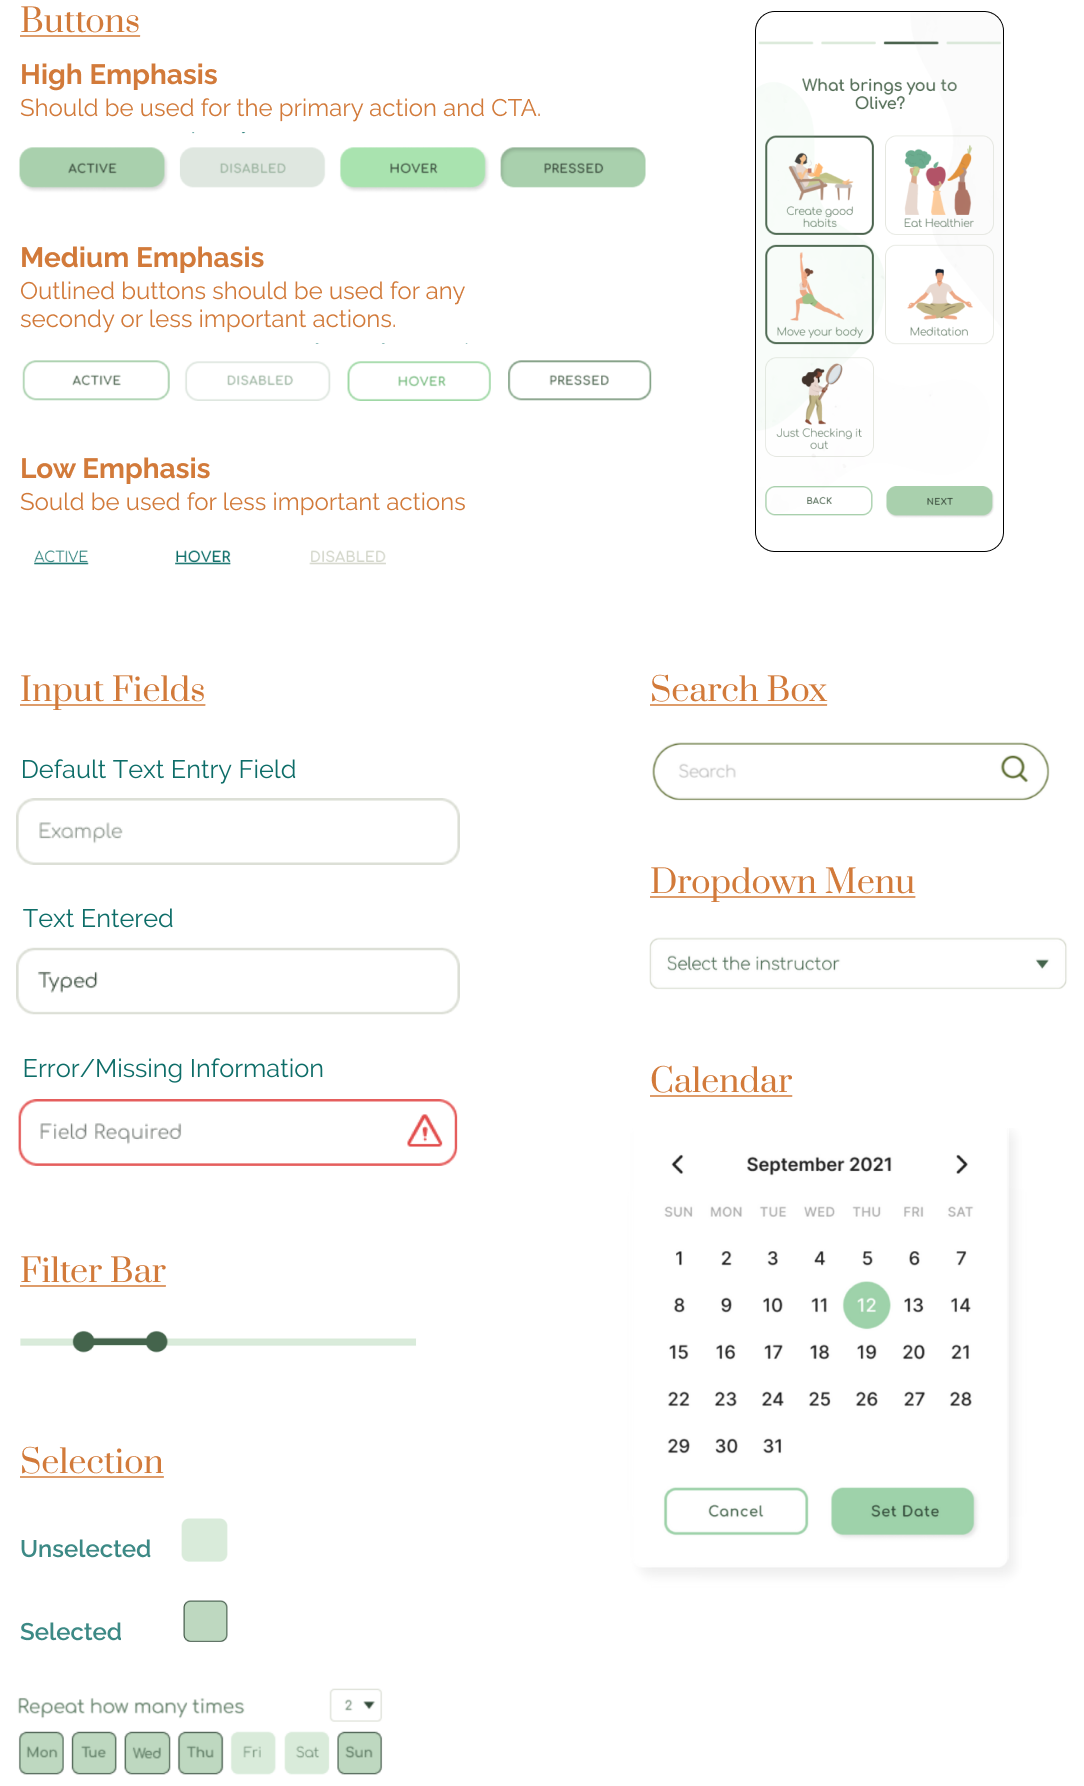 Buttons
High Emphasis
Should be used for the primary action and CTA.
ACTIVE DISABLED HOVER PRESSED
Medium Emphasis
Outlined buttons should be used for any
secondy or less important actions.
ACTIVE DISABLED HOVER PRESSED
Low Emphasis
Sould be used for less important actions
ACTIVE HOVER DISABLED
What brings you to
Olive?
Create good
habits
Eat Healthier
Move your body
Meditation
Just Checking it
out
BACK NEXT
Input Fields
Default Text Entry Field
Example
Text Entered
Typed
Error/Missing Information
Field Required
Filter Bar
Selection
Unselected
Selected
Repeat how many times 2
Mon Tue Wed Thu Fri Sat Sun
Search Box
Search
Dropdown Menu
Select the instructor
Calendar
September 2021
SUN MON TUE WED THU FRI SAT
1 2 3 4 5 6 7
8 9 10 11 12 13 14
15 16 17 18 19 20 21
22 23 24 25 26 27 28
29 30 31
Cancel Set Date